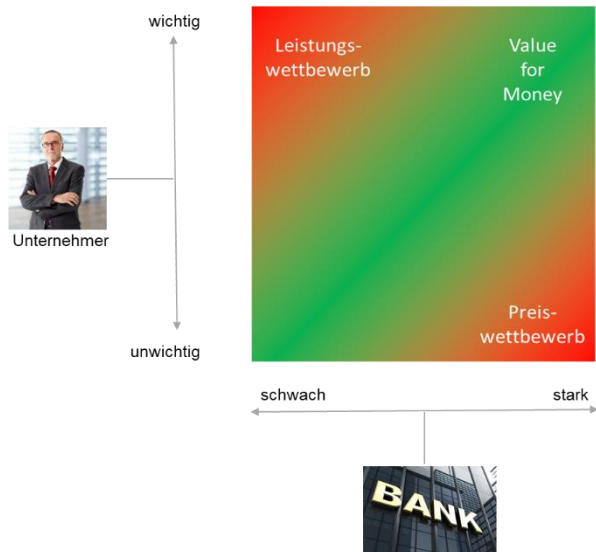 wichtig
Leistungs-
wettbewerb
Value
for
Money
Unternehmer
Preis-
wettbewerb
unwichtig
schwach
stark
BANK